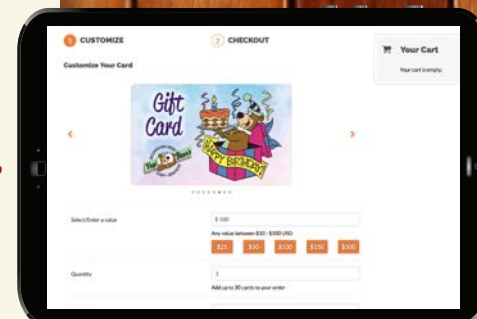 1 CUSTOMIZE
2 CHECKOUT
Your Cart
Your cart is empty.
Customize Your Card
Gift
Card
Yogi Bear's
HAPPY BIRTHDAY!
Select/Enter a value
$ 100
Any value between $10 - $500 USD
$25 $50 $100 $150 $500
Quantity
1
Add up to 30 cards to your order